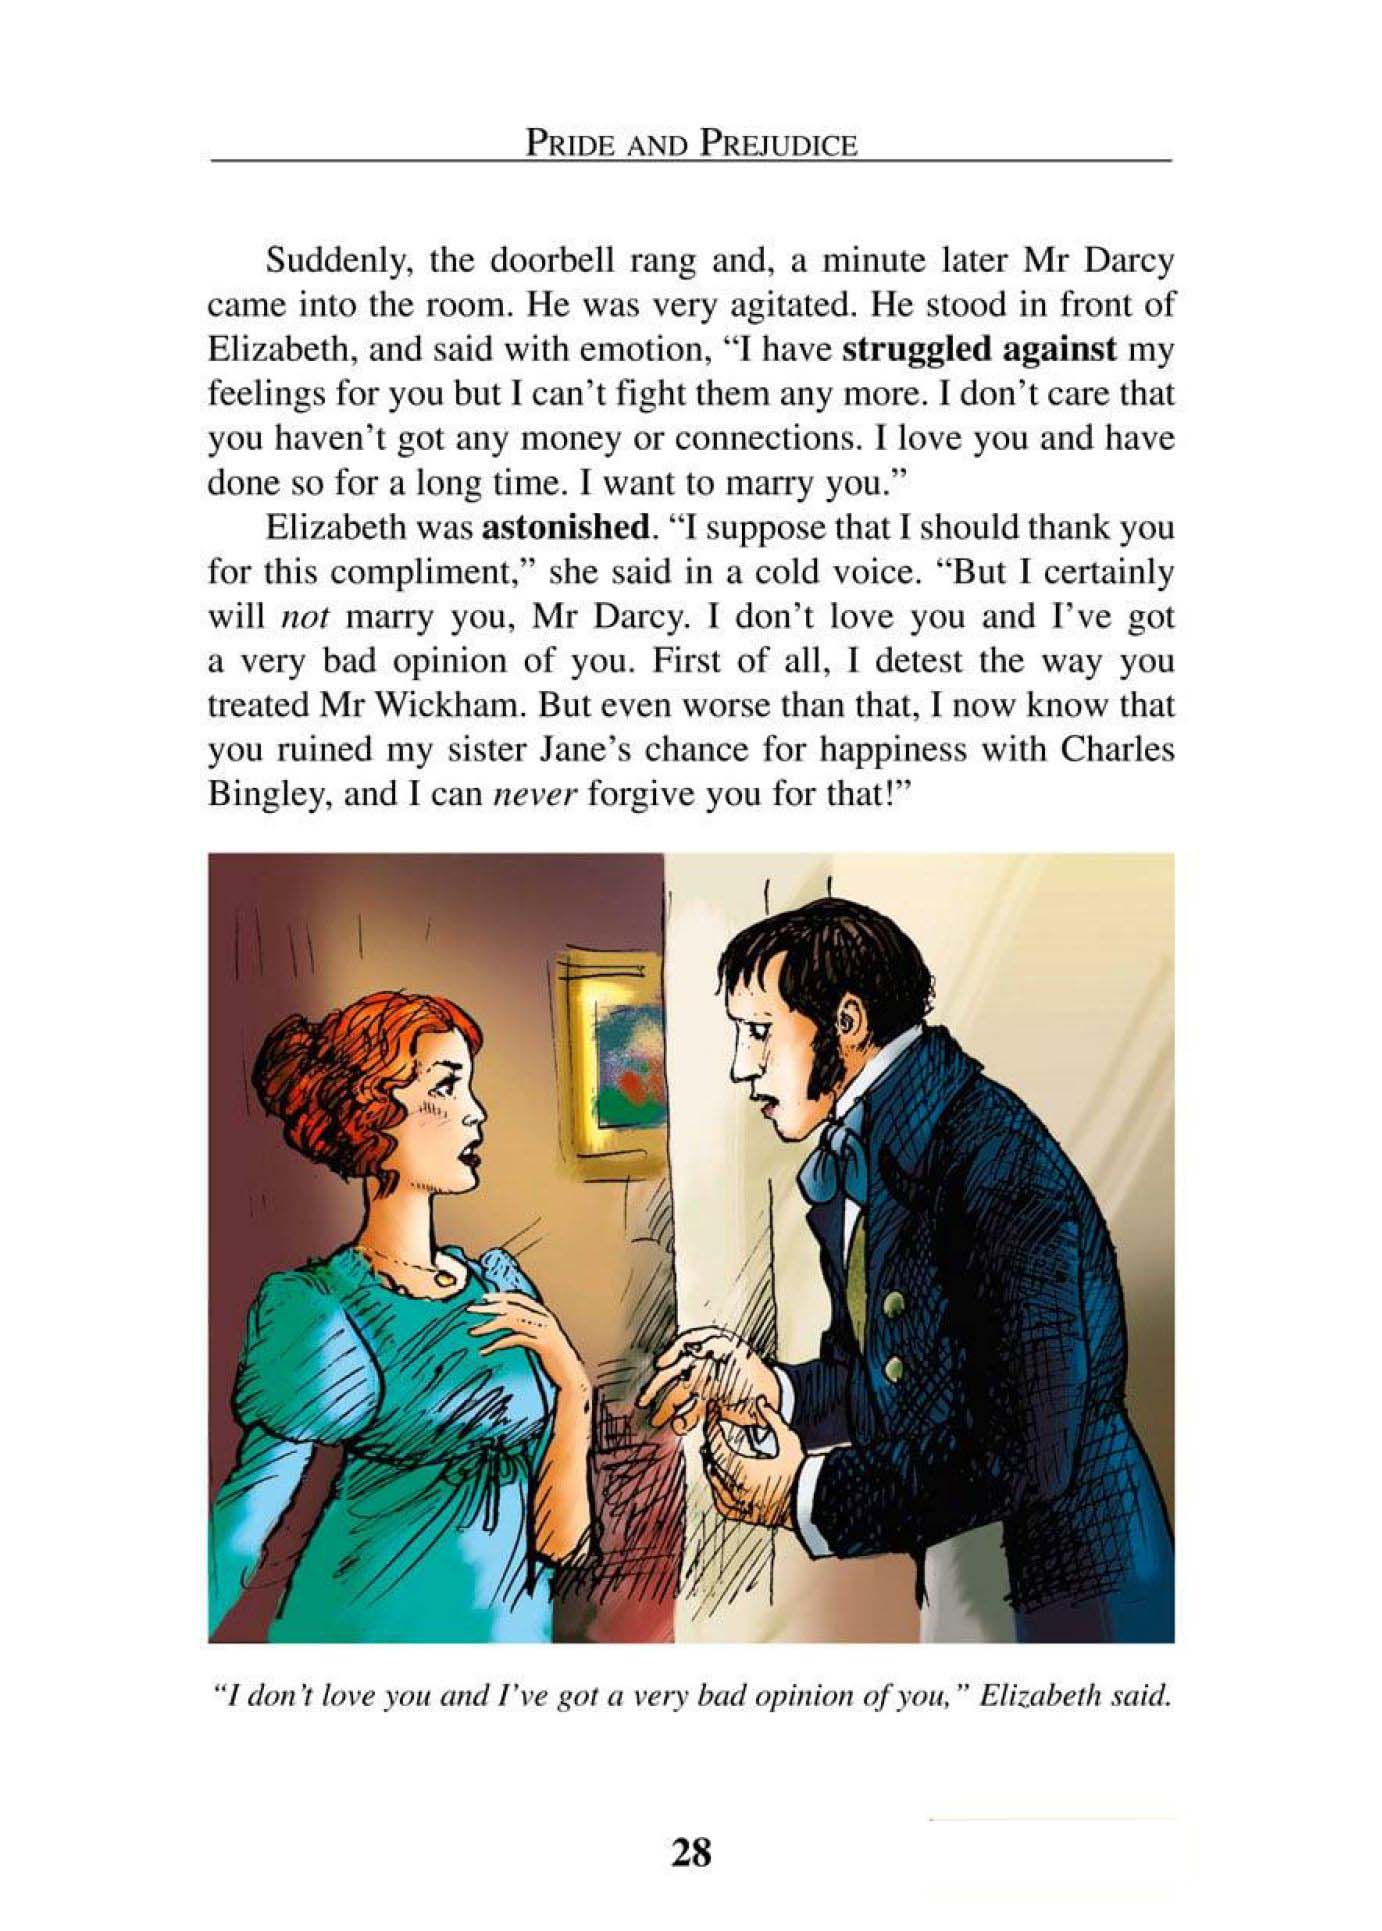 PRIDE AND PREJUDICE
Suddenly, the doorbell rang and, a minute later Mr Darcy
came into the room. He was very agitated. He stood in front of
Elizabeth, and said with emotion, “I have struggled against my
feelings for you but I can’t fight them any more. I don’t care that
you haven’t got any money or connections. I love you and have
done so for a long time. I want to marry you.”
Elizabeth was astonished. “I suppose that I should thank you
for this compliment,” she said in a cold voice. “But I certainly
will not marry you, Mr Darcy. I don’t love you and I’ve got
a very bad opinion of you. First of all, I detest the way you
treated Mr Wickham. But even worse than that, I now know that
you ruined my sister Jane’s chance for happiness with Charles
Bingley, and I can never forgive you for that!”
“I don’t love you and I’ve got a very bad opinion of you,” Elizabeth said.
28